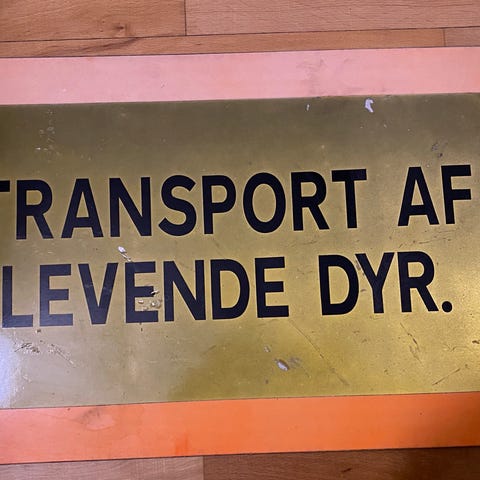 TRANSPORT AF
LEVENDE DYR.